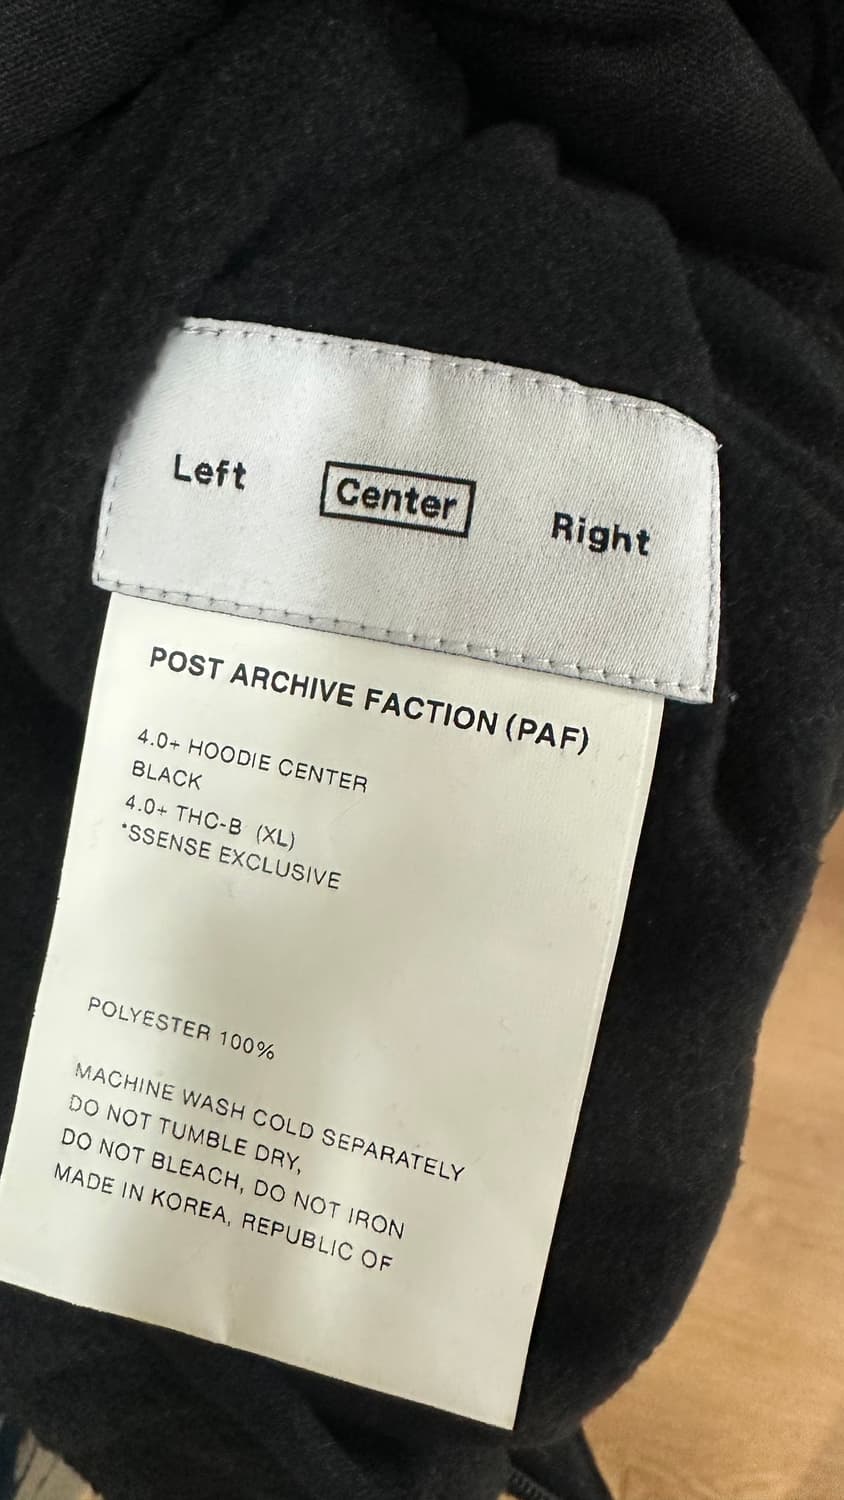 Left Center Right
POST ARCHIVE FACTION (PAF)
4.0+ HOODIE CENTER
BLACK
4.0+ THC-B (XL)
*SSENSE EXCLUSIVE
POLYESTER 100%
MACHINE WASH COLD SEPARATELY
DO NOT TUMBLE DRY,
DO NOT BLEACH, DO NOT IRON
MADE IN KOREA, REPUBLIC OF